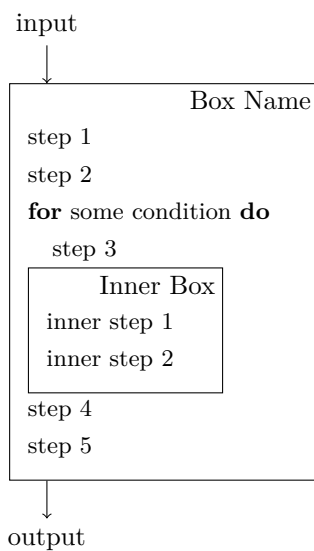 input
Box Name
step 1
step 2
for some condition do
step 3
Inner Box
inner step 1
inner step 2
step 4
step 5
output